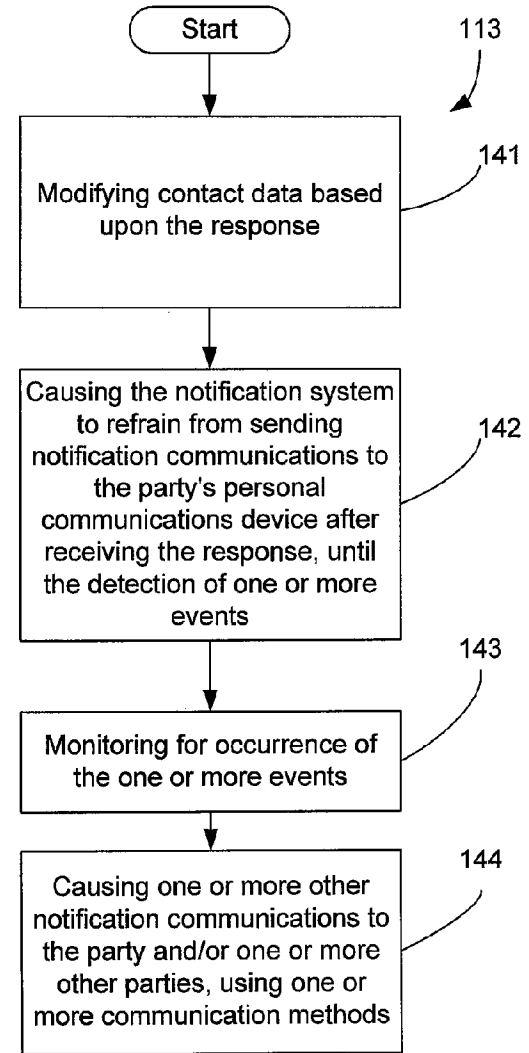 Start
113
141
Modifying contact data based
upon the response
Causing the notification system
to refrain from sending
notification communications to
the party's personal
communications device after
receiving the response, until
the detection of one or more
events
142
143
Monitoring for occurrence of
the one or more events
144
Causing one or more other
notification communications to
the party and/or one or more
other parties, using one or
more communication methods